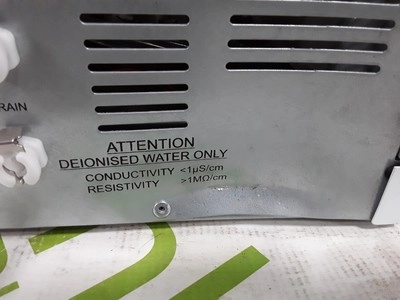 RAIN
ATTENTION
DEIONISED WATER ONLY
CONDUCTIVITY <1µS/cm
RESISTIVITY >1MΩ/cm